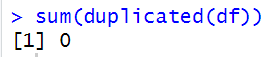 > sum(duplicated(df))
[1] 0